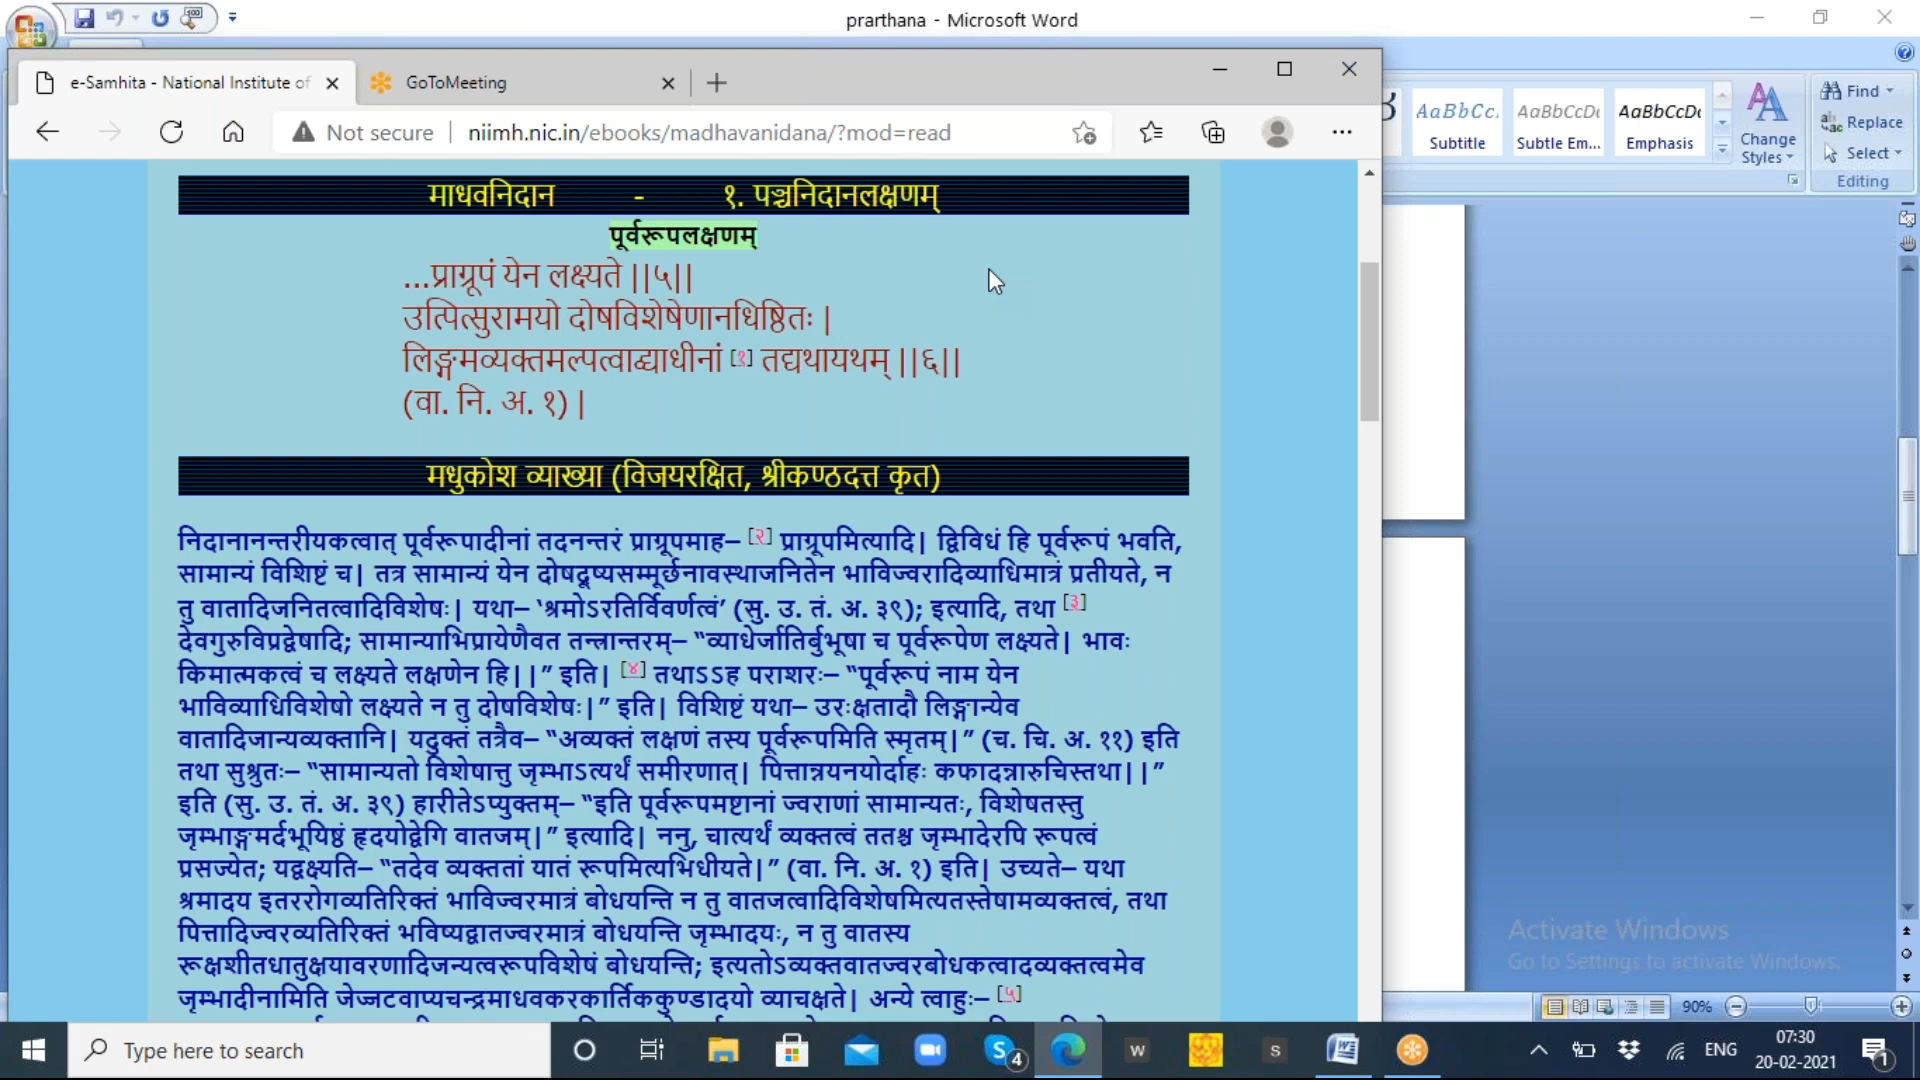 prarthana - Microsoft Word
e-Samhita - National Institute of
GoToMeeting
Not secure
niimh.nic.in/ebooks/madhavanidana/?mod=read
AaBbCc.
AaBbCcDı
AaBbCcDı
Subtitle
Subtle Em...
Emphasis
Change
Styles
Find
Replace
Select
Editing
माधवनिदान - १. पञ्चनिदानलक्षणम्
पूर्वरूपलक्षणम्
...प्राग्रूपं येन लक्ष्यते ||५||
उत्पित्सुरामयो दोषविशेषेणानधिष्ठितः |
लिङ्गमव्यक्तमल्पत्वाद्व्याधीनां [१] तद्यथायथम् ||६||
(वा. नि. अ. १) |
मधुकोश व्याख्या (विजयरक्षित, श्रीकण्ठदत्त कृत)
निदानानन्तरीयकत्वात् पूर्वरूपादीनां तदनन्तरं प्राग्रूपमाह– [२] प्राग्रूपमित्यादि| द्विविधं हि पूर्वरूपं भवति,
सामान्यं विशिष्टं च| तत्र सामान्यं येन दोषदूष्यसम्मूर्छनावस्थाजनितेन भाविज्वरादिव्याधिमात्रं प्रतीयते, न
तु वातादिजनितत्वादिविशेषः| यथा– ‘श्रमोऽरतिर्विवर्णत्वं’ (सु. उ. तं. अ. ३९); इत्यादि, तथा [३]
देवगुरुविप्रद्वेषादि; सामान्याभिप्रायेणैवत तन्त्रान्तरम्– “व्याधेर्जातिर्बुभूषा च पूर्वरूपेण लक्ष्यते| भावः
किमात्मकत्वं च लक्ष्यते लक्षणेन हि||” इति| [४] तथाऽऽह पराशरः– “पूर्वरूपं नाम येन
भाविव्याधिविशेषो लक्ष्यते न तु दोषविशेषः|” इति| विशिष्टं यथा– उरःक्षतादौ लिङ्गान्येव
वातादिजान्यव्यक्तानि| यदुक्तं तत्रैव– “अव्यक्तं लक्षणं तस्य पूर्वरूपमिति स्मृतम्|” (च. चि. अ. ११) इति
तथा सुश्रुतः– “सामान्यतो विशेषात्तु जृम्भाऽत्यर्थं समीरणात्| पित्तान्नयनयोर्दाहः कफादन्नारुचिस्तथा||”
इति (सु. उ. तं. अ. ३९) हारीतेऽप्युक्तम्– “इति पूर्वरूपमष्टानां ज्वराणां सामान्यतः, विशेषतस्तु
जृम्भाङ्गमर्दभूयिष्ठं हृदयोद्वेगि वातजम्|” इत्यादि| ननु, चात्यर्थं व्यक्तत्वं ततश्च जृम्भादेरपि रूपत्वं
प्रसज्येत; यद्वक्ष्यति– “तदेव व्यक्ततां यातं रूपमित्यभिधीयते|” (वा. नि. अ. १) इति| उच्यते– यथा
श्रमादय इतररोगव्यतिरिक्तं भाविज्वरमात्रं बोधयन्ति न तु वातजत्वादिविशेषमित्यतस्तेषामव्यक्तत्वं, तथा
पित्तादिज्वरव्यतिरिक्तं भविष्यद्वातज्वरमात्रं बोधयन्ति जृम्भादयः, न तु वातस्य
रूक्षशीतधातुक्षयावरणादिजन्यत्वरूपविशेषं बोधयन्ति; इत्यतोऽव्यक्तवातज्वरबोधकत्वादव्यक्तत्वमेव
जृम्भादीनामिति जेज्जटवाप्यचन्द्रमाधवकरकार्तिककुण्डादयो व्याचक्षते| अन्ये त्वाहुः– [५]
Activate Windows
Go to Settings to activate Windows.
90%
Type here to search
4
W
S
ENG
07:30
20-02-2021
1